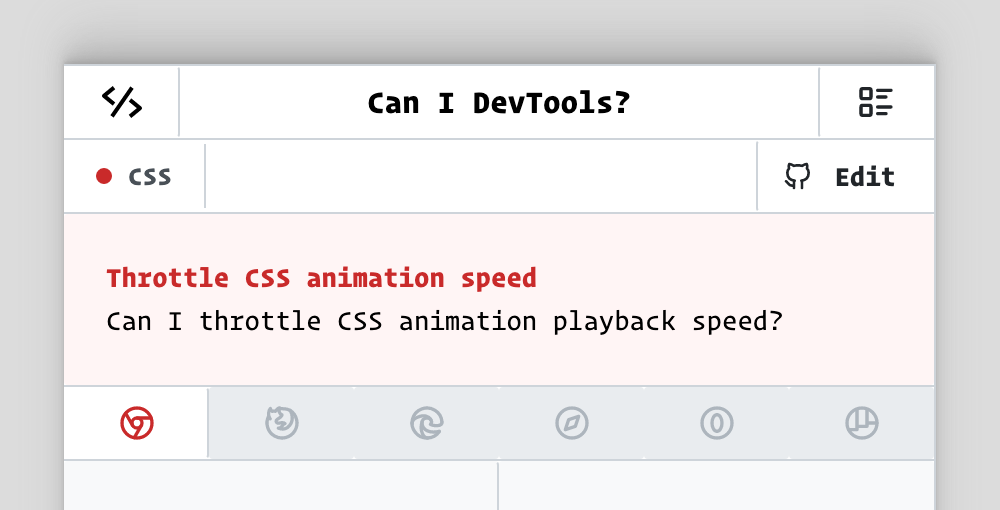 Can I DevTools?
CSS
Edit
Throttle CSS animation speed
Can I throttle CSS animation playback speed?